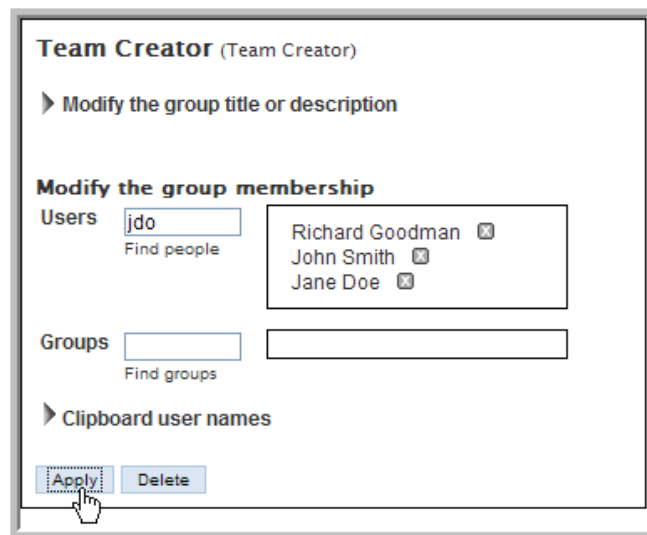 Team Creator (Team Creator)
Modify the group title or description
Modify the group membership
Users jdo
Find people
Richard Goodman
John Smith
Jane Doe
Groups
Find groups
Clipboard user names
Apply Delete